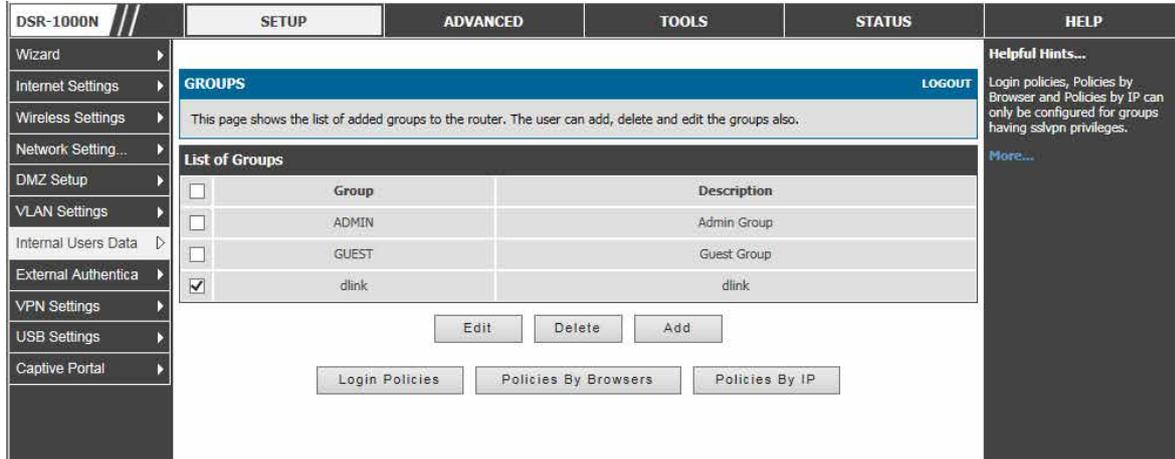 DSR-1000N
SETUP
ADVANCED
TOOLS
STATUS
HELP
Wizard
Internet Settings
Wireless Settings
Network Setting...
DMZ Setup
VLAN Settings
Internal Users Data
External Authentica
VPN Settings
USB Settings
Captive Portal
GROUPS
LOGOUT
This page shows the list of added groups to the router. The user can add, delete and edit the groups also.
List of Groups
Group
Description
ADMIN
Admin Group
GUEST
Guest Group
dlink
dlink
Edit
Delete
Add
Login Policies
Policies By Browsers
Policies By IP
Helpful Hints...
Login policies, Policies by
Browser and Policies by IP can
only be configured for groups
having sslvpn privileges.
More...